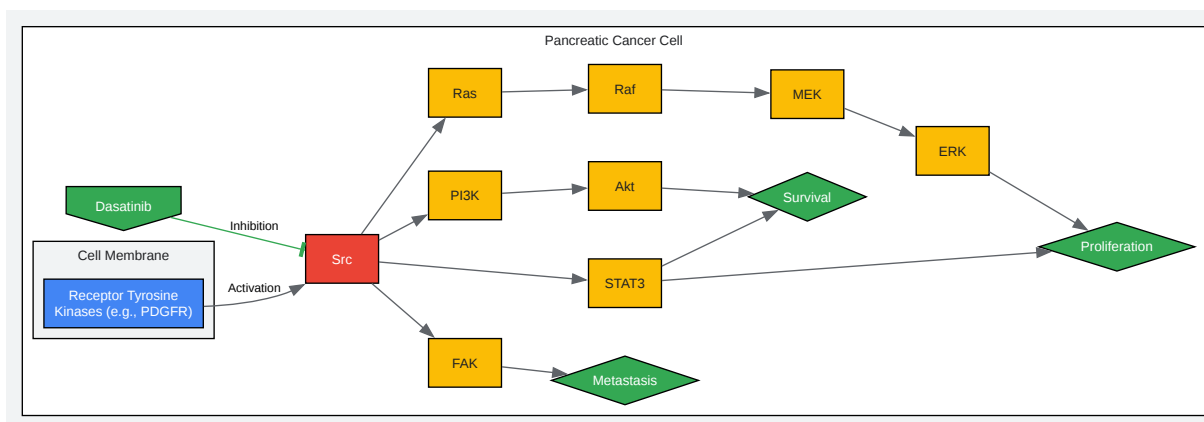 Pancreatic Cancer Cell
Ras
Raf
MEK
ERK
PI3K
Akt
Survival
Dasatinib
Inhibition
Cell Membrane
Src
Proliferation
Receptor Tyrosine
Kinases (e.g., PDGFR)
Activation
STAT3
FAK
Metastasis